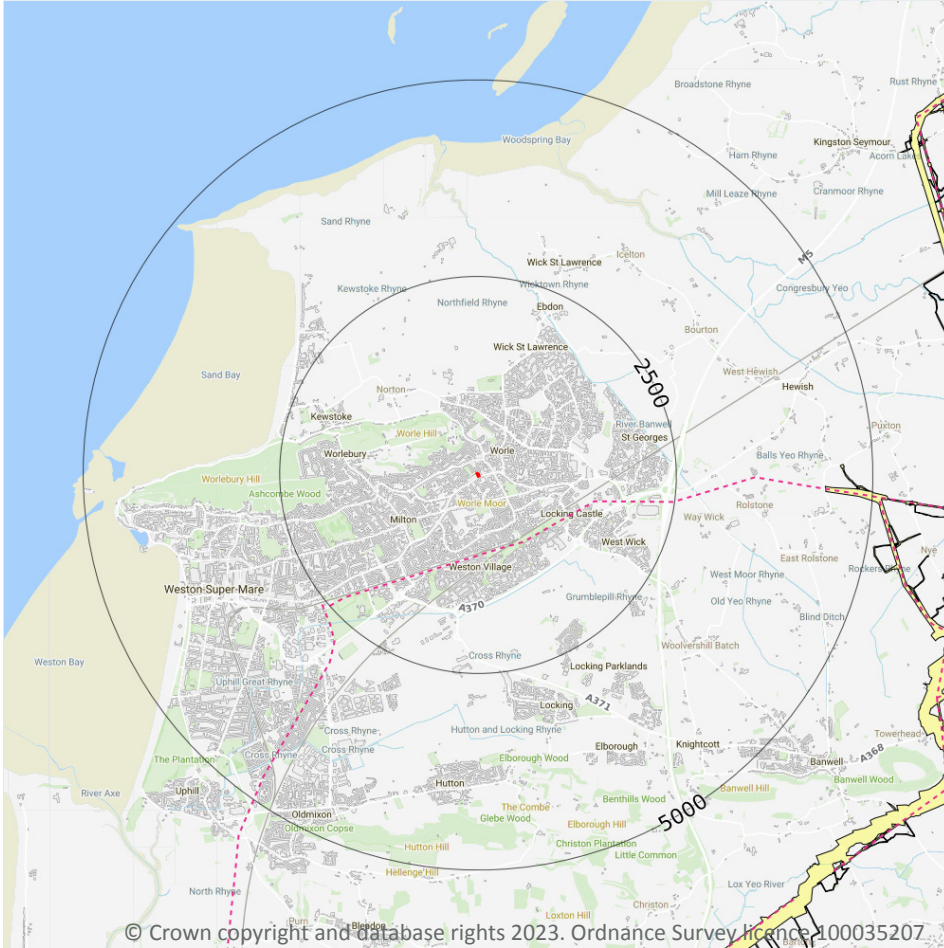 Broadstone Rhyne
Rust Rhyne
Woodspring Bay
Kingston Seymour
Ham Rhyne
Acorn Lakes
Mill Leaze Rhyne
Cranmoor Rhyne
Sand Rhyne
M5
Wick St Lawrence
Icelton
Kewstoke Rhyne
Wicktown Rhyne
Congresbury Yeo
Northfield Rhyne
Ebdon
Bourton
Wick St Lawrence
Sand Bay
2500
West Hewish
Norton
Hewish
Kewstoke
River Banwell
Puxton
Worle Hill
St Georges
Worlebury
Worle
Balls Yeo Rhyne
Worlebury Hill
Ashcombe Wood
Worle Moor
Rolstone
Milton
Locking Castle
Way Wick
West Wick
East Rolstone
Nye
Weston Village
Rockers Rhyne
West Moor Rhyne
Weston-Super-Mare
Grumblepill Rhyne
Old Yeo Rhyne
A370
Blind Ditch
Woolvershill Batch
Weston Bay
Cross Rhyne
Locking Parklands
Uphill Great Rhyne
A371
Locking
Cross Rhyne
Hutton and Locking Rhyne
Towerhead
Cross Rhyne
Cross Rhyne
Elborough
Knightcott
The Plantation
Elborough Wood
Banwell
A368
Hutton
Banwell Wood
River Axe
Uphill
Banwell Hill
Benthills Wood
The Combe
5000
Oldmixon
Glebe Wood
Elborough Hill
Oldmixon Copse
Christon Plantation
Hutton Hill
Little Common
Hellenge Hill
North Rhyne
Lox Yeo River
Christon
Loxton Hill
Purn
Bleadon
© Crown copyright and database rights 2023. Ordnance Survey licence 100035207